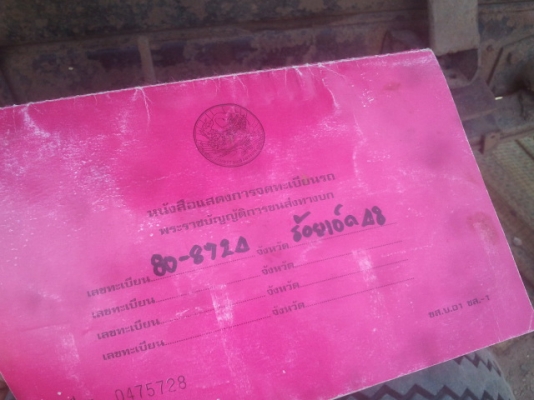 หนังสือแสดงการจดทะเบียนรถ
พระราชบัญญัติการขนส่งทางบก
เลขทะเบียน 80-8724 จังหวัด ร้อยเอ็ด
เลขทะเบียน จังหวัด
เลขทะเบียน จังหวัด
เลขทะเบียน จังหวัด
0475728